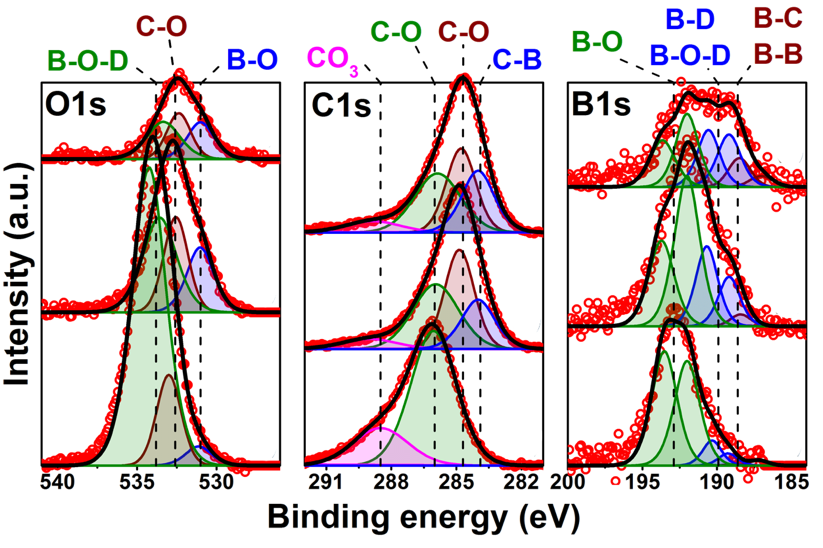 C-O
B-O-D
B-O
O1s
C-O
C-O
CO3
C-B
C1s
B-D
B-C
B-O
B-O-D
B-B
B1s
Intensity (a.u.)
540
535
530
291
288
285
282
200
195
190
185
Binding energy (eV)